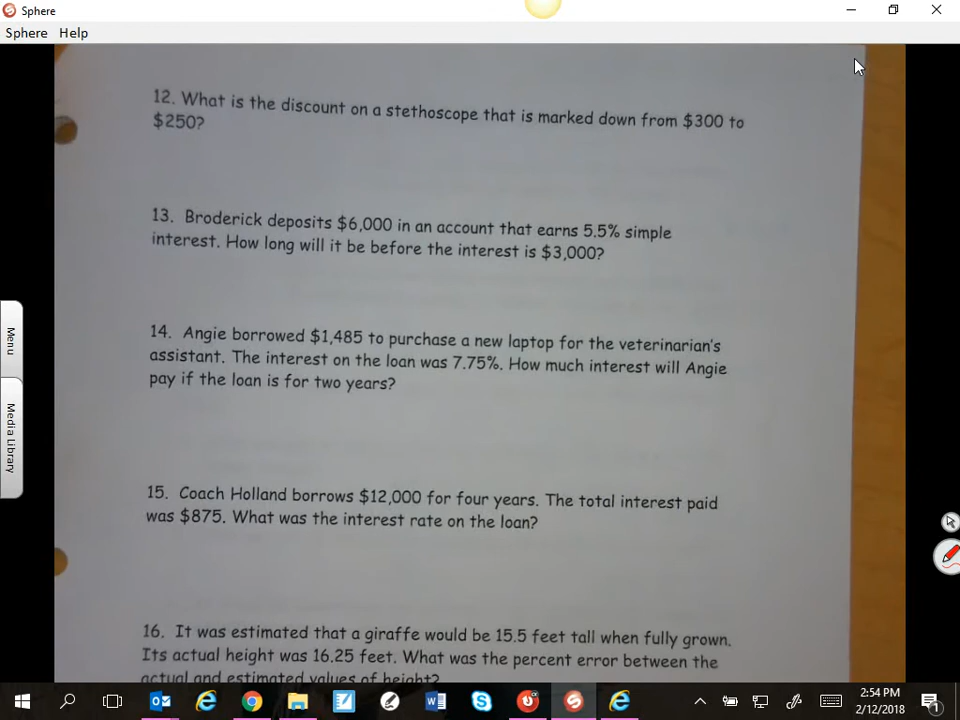 Sphere
Sphere Help
12. What is the discount on a stethoscope that is marked down from $300 to
$250?
13. Broderick deposits $6,000 in an account that earns 5.5% simple
interest. How long will it be before the interest is $3,000?
14. Angie borrowed $1,485 to purchase a new laptop for the veterinarian's
assistant. The interest on the loan was 7.75%. How much interest will Angie
pay if the loan is for two years?
15. Coach Holland borrows $12,000 for four years. The total interest paid
was $875. What was the interest rate on the loan?
16. It was estimated that a giraffe would be 15.5 feet tall when fully grown.
Its actual height was 16.25 feet. What was the percent error between the
actual and estimated values of height?
Menu
Media Library
2:54 PM
2/12/2018
1